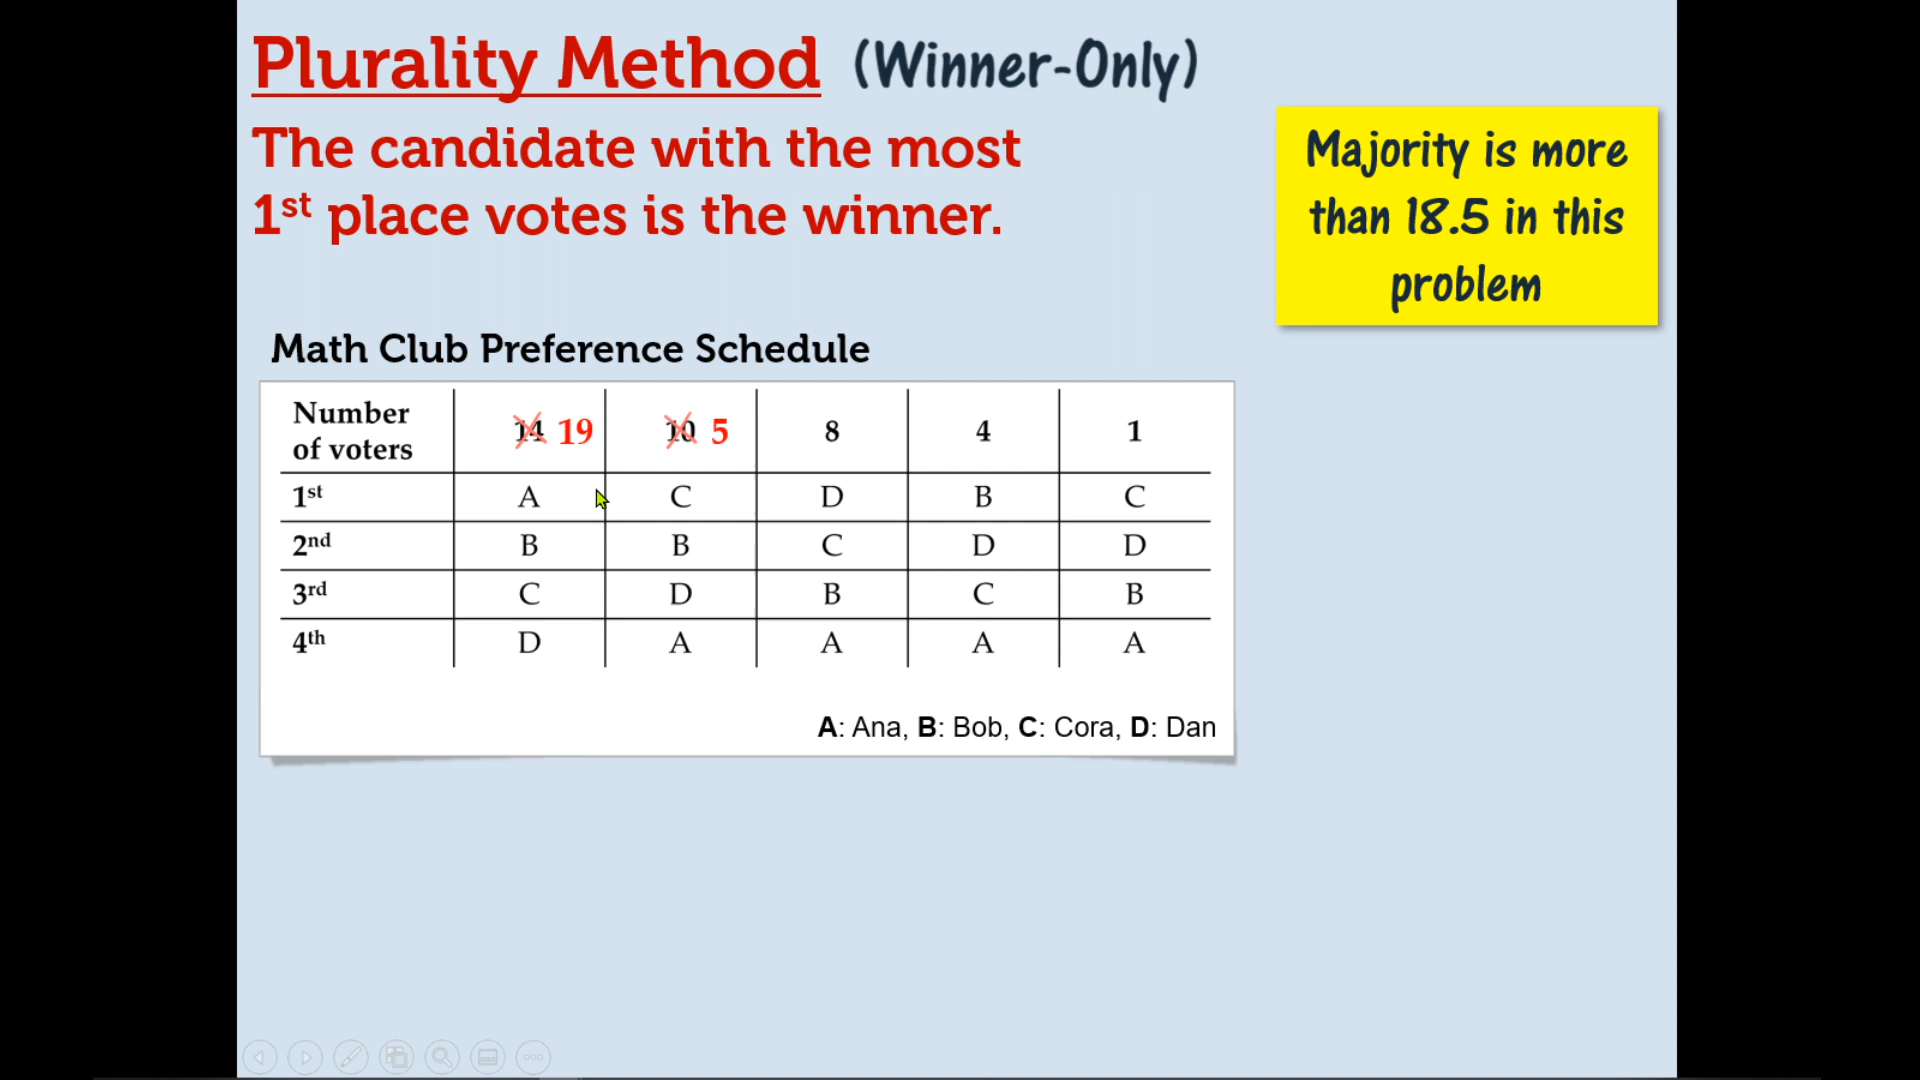 Plurality Method (Winner-Only)
The candidate with the most
1st place votes is the winner.
Majority is more
than 18.5 in this
problem
Math Club Preference Schedule
Number of voters 14 19 10 5 8 4 1
1st A C D B C
2nd B B C D D
3rd C D B C B
4th D A A A A
A: Ana, B: Bob, C: Cora, D: Dan